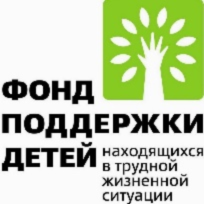 ФОНД
ПОДДЕРЖКИ
ДЕТЕЙ
находящихся
в трудной
жизненной
ситуации